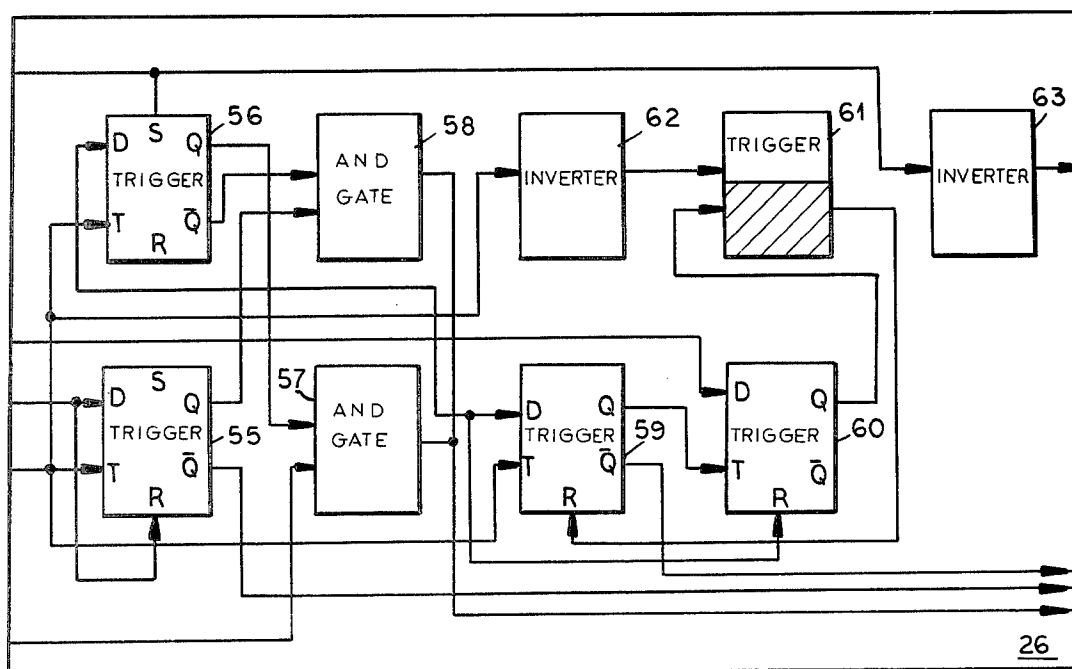 56
S
D Q
TRIGGER
T Q̄
R
58
AND
GATE
62
INVERTER
61
TRIGGER
63
INVERTER
S
D Q
TRIGGER
T Q̄
R
55
57
AND
GATE
D Q
TRIGGER
T Q̄
R
59
D Q
TRIGGER
T Q̄
R
60
26